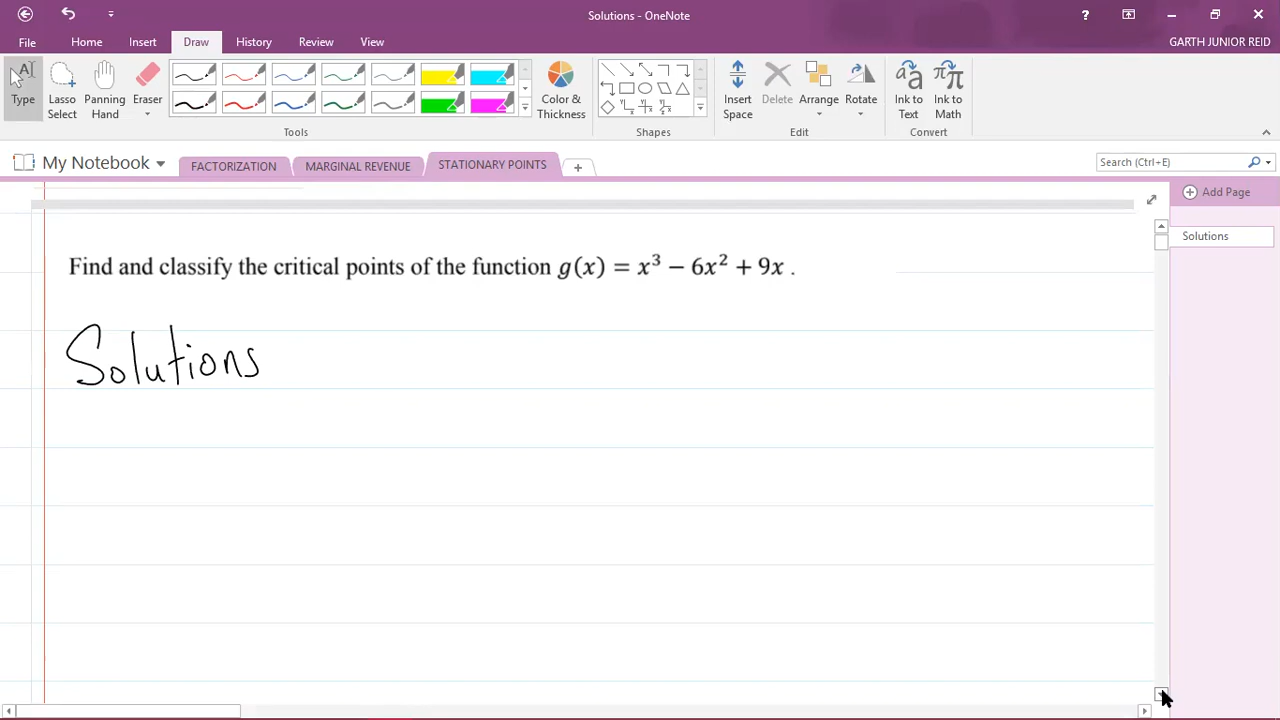 Solutions - OneNote
File Home Insert Draw History Review View
GARTH JUNIOR REID
Type
Lasso Select
Panning Hand
Eraser
Color & Thickness
Insert Space
Delete
Arrange
Rotate
Ink to Text
Ink to Math
Tools
Shapes
Edit
Convert
My Notebook
FACTORIZATION
MARGINAL REVENUE
STATIONARY POINTS
Search (Ctrl+E)
Add Page
Solutions
Find and classify the critical points of the function g(x) = x³ − 6x² + 9x .
Solutions